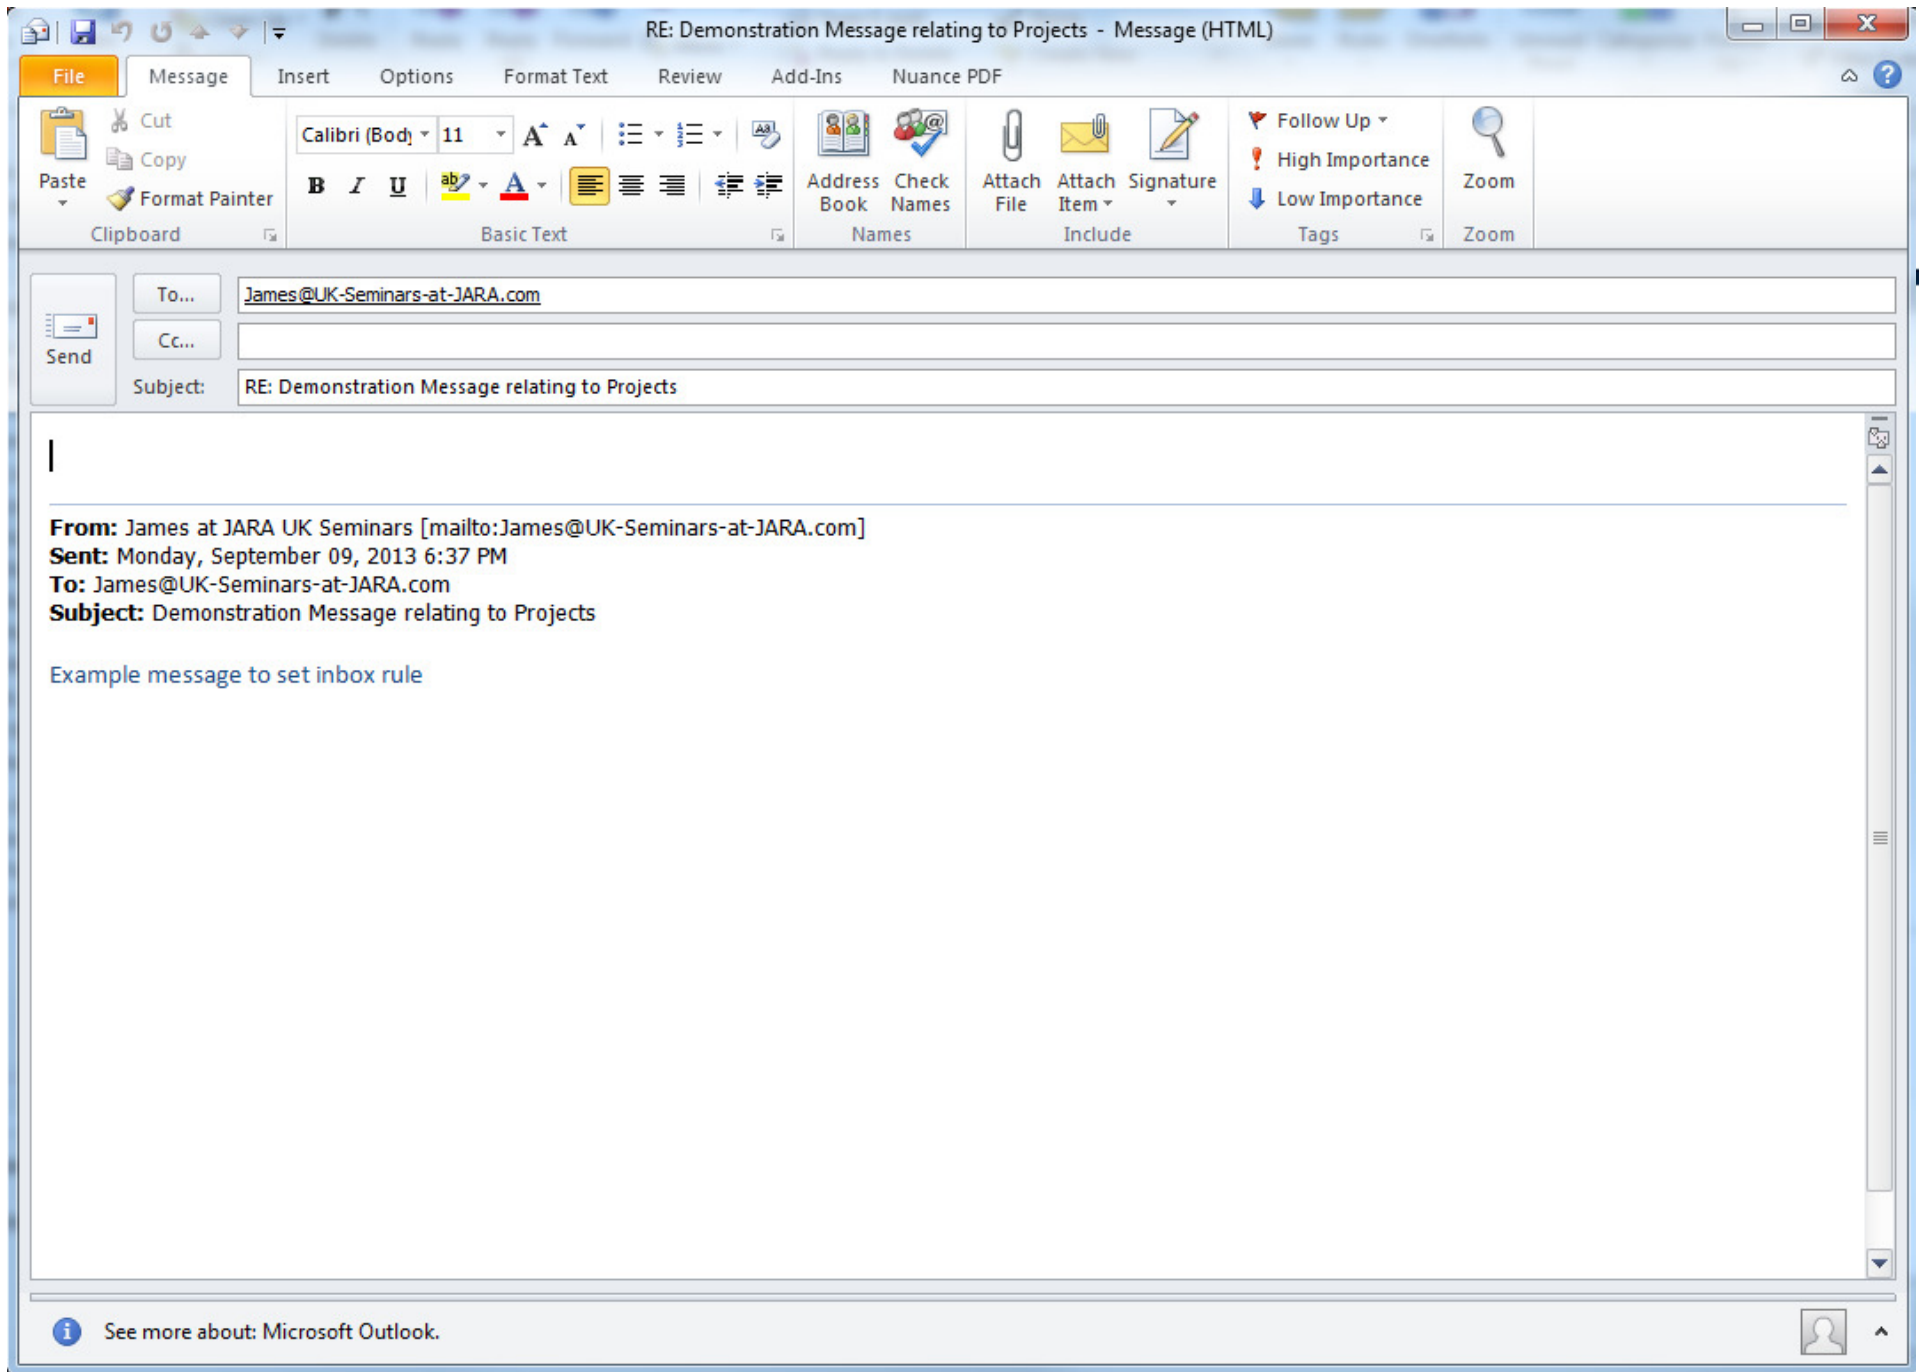 RE: Demonstration Message relating to Projects - Message (HTML)
File Message Insert Options Format Text Review Add-Ins Nuance PDF
Paste
Cut
Copy
Format Painter
Clipboard
Calibri (Body 11
B I U
Basic Text
Address Book
Check Names
Names
Attach File
Attach Item
Signature
Include
Follow Up
High Importance
Low Importance
Tags
Zoom
Zoom
Send
To... James@UK-Seminars-at-JARA.com
Cc...
Subject: RE: Demonstration Message relating to Projects
From: James at JARA UK Seminars [mailto:James@UK-Seminars-at-JARA.com]
Sent: Monday, September 09, 2013 6:37 PM
To: James@UK-Seminars-at-JARA.com
Subject: Demonstration Message relating to Projects
Example message to set inbox rule
See more about: Microsoft Outlook.